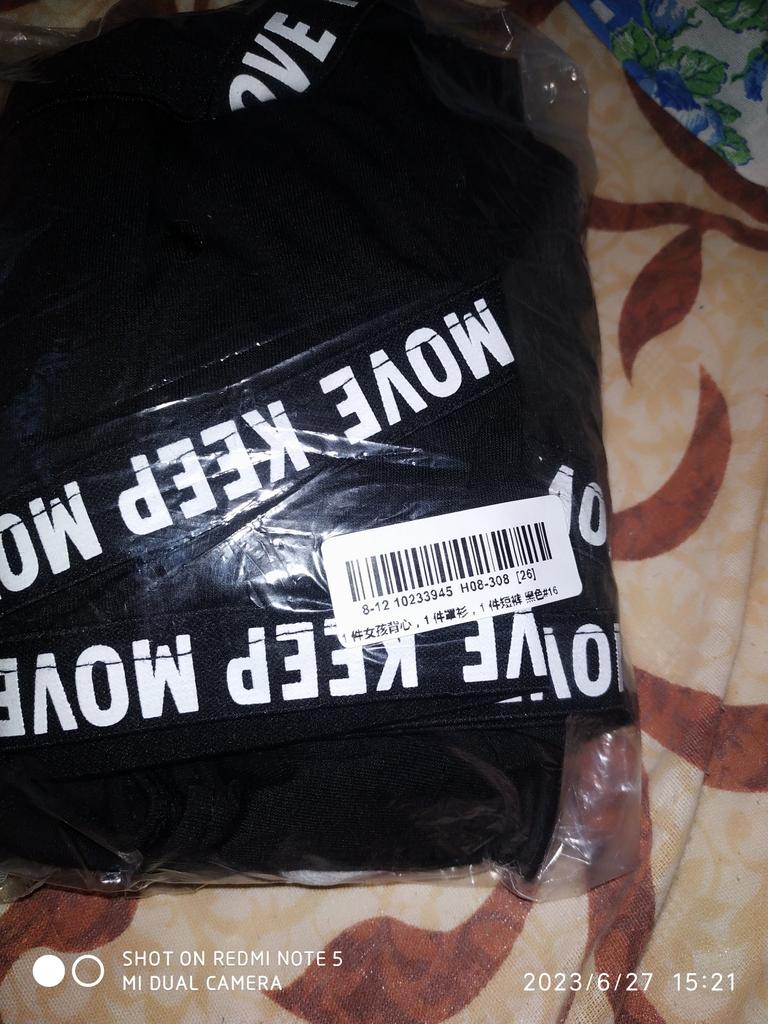 OVE
MOVE KEEP MO
8-12 10233945 H08-308 [26]
1 件女孩背心，1 件罩衫，1 件短裤 黑色#16
MOVE KEEP MOVE
SHOT ON REDMI NOTE 5
MI DUAL CAMERA
2023/6/27 15:21